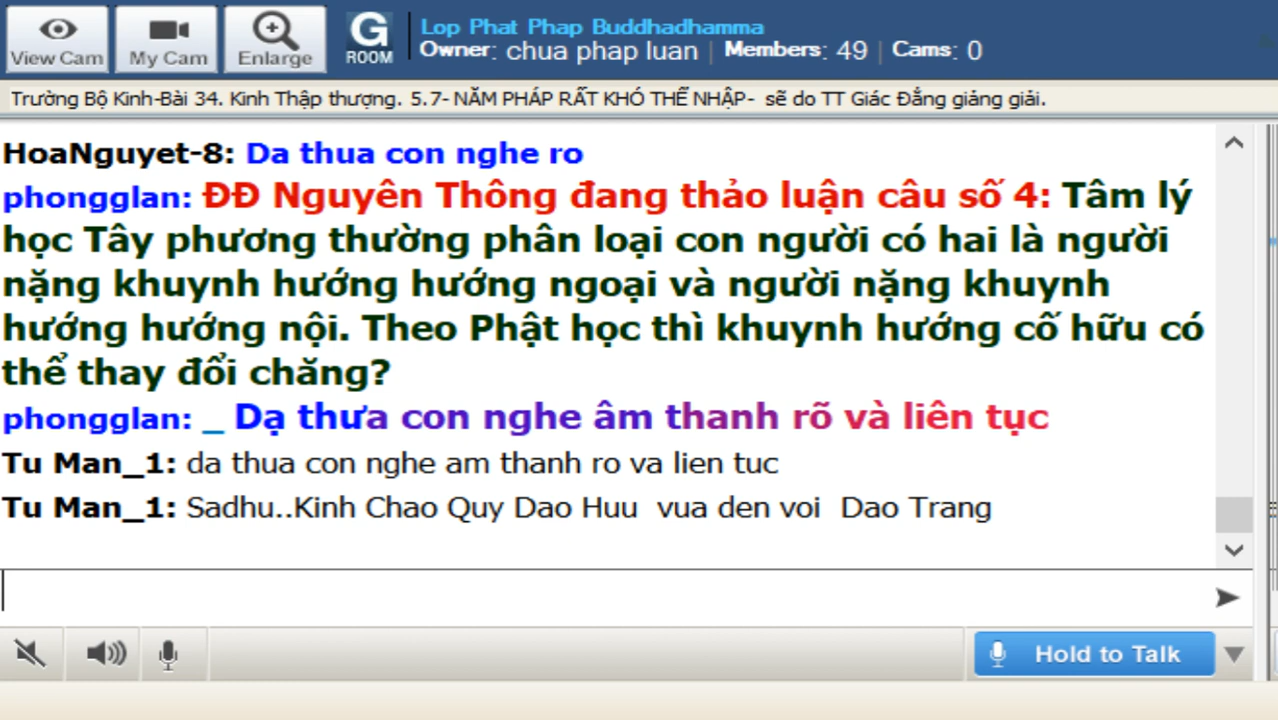 View Cam
My Cam
Enlarge
G
ROOM
Lop Phat Phap Buddhadhamma
Owner: chua phap luan | Members: 49 | Cams: 0
Trường Bộ Kinh-Bài 34. Kinh Thập thượng. 5.7- NĂM PHÁP RẤT KHÓ THỂ NHẬP- sẽ do TT Giác Đẳng giảng giải.
HoaNguyet-8: Da thua con nghe ro
phongglan: ĐĐ Nguyên Thông đang thảo luận câu số 4: Tâm lý
học Tây phương thường phân loại con người có hai là người
nặng khuynh hướng hướng ngoại và người nặng khuynh
hướng hướng nội. Theo Phật học thì khuynh hướng cố hữu có
thể thay đổi chăng?
phongglan: _ Dạ thưa con nghe âm thanh rõ và liên tục
Tu Man_1: da thua con nghe am thanh ro va lien tuc
Tu Man_1: Sadhu..Kinh Chao Quy Dao Huu vua den voi Dao Trang
Hold to Talk